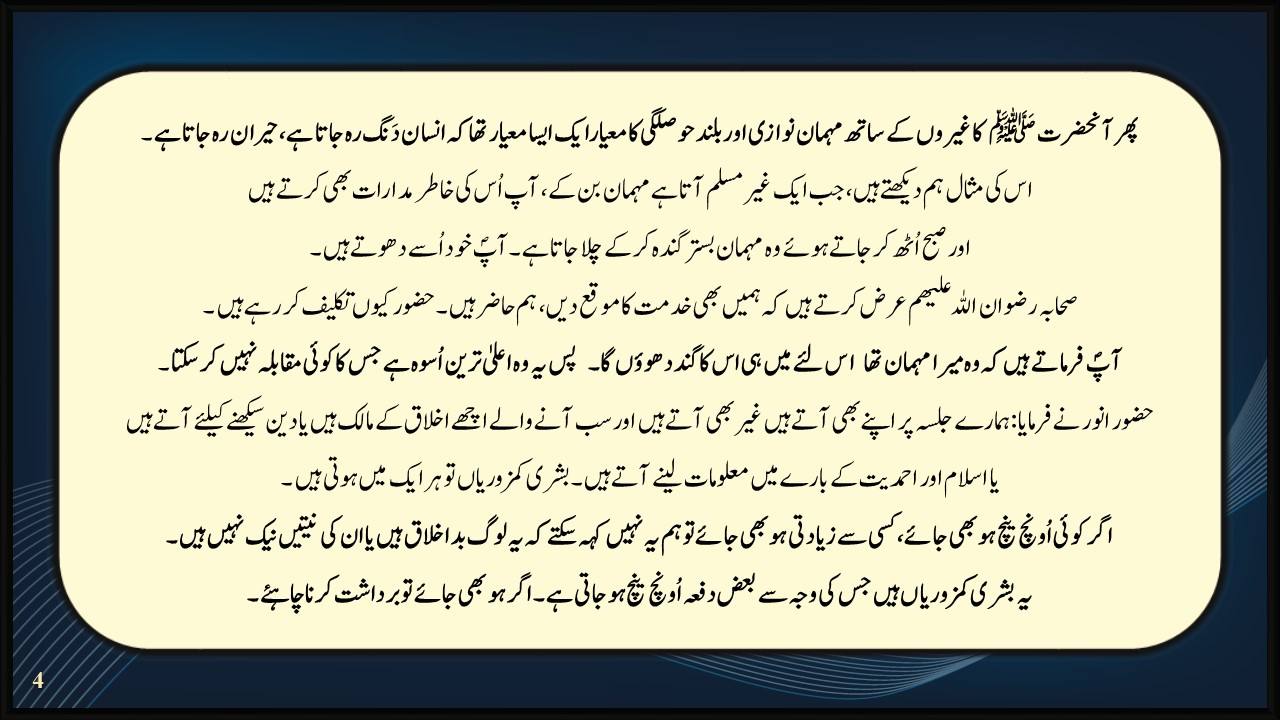 پھر آنحضرت ﷺ کا غیروں کے ساتھ مہمان نوازی اور بلند حوصلگی کا معیار ایک ایسا معیار تھا کہ انسان دَنگ رہ جاتا ہے، حیران رہ جاتا ہے۔
اس کی مثال ہم دیکھتے ہیں، جب ایک غیر مسلم آتا ہے مہمان بن کے، آپ اُس کی خاطر مدارات بھی کرتے ہیں
اور صبح اُٹھ کر جاتے ہوئے وہ مہمان بستر گندہ کرکے چلا جاتا ہے۔ آپؐ خود اُسے دھوتے ہیں۔
صحابہ رضوان اللہ علیھم عرض کرتے ہیں کہ ہمیں بھی خدمت کا موقع دیں، ہم حاضر ہیں۔ حضور کیوں تکلیف کر رہے ہیں۔
آپؐ فرماتے ہیں کہ وہ میرا مہمان تھا اس لئے میں ہی اس کا گند دھوؤں گا۔ پس یہ وہ اعلیٰ ترین اُسوہ ہے جس کا کوئی مقابلہ نہیں کر سکتا۔
حضور انور نے فرمایا: ہمارے جلسہ پر اپنے بھی آتے ہیں غیر بھی آتے ہیں اور سب آنے والے اچھے اخلاق کے مالک ہیں یا دین سیکھنے کیلئے آتے ہیں
یا اسلام اور احمدیت کے بارے میں معلومات لینے آتے ہیں۔ بشری کمزوریاں تو ہر ایک میں ہوتی ہیں۔
اگر کوئی اُونچ نیچ ہو بھی جائے، کسی سے زیادتی ہو بھی جائے تو ہم یہ نہیں کہہ سکتے کہ یہ لوگ بد اخلاق ہیں یا ان کی نیتیں نیک نہیں ہیں۔
یہ بشری کمزوریاں ہیں جس کی وجہ سے بعض دفعہ اُونچ نیچ ہو جاتی ہے۔ اگر ہو بھی جائے تو برداشت کرنا چاہئے۔
4